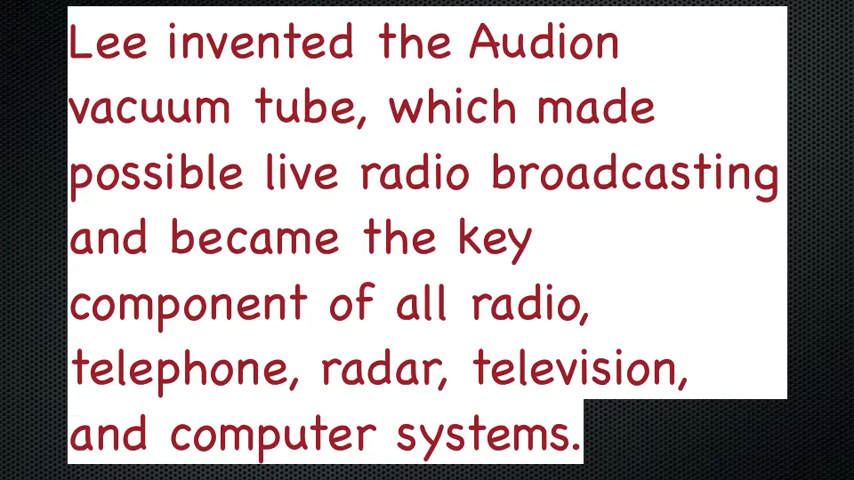 Lee invented the Audion
vacuum tube, which made
possible live radio broadcasting
and became the key
component of all radio,
telephone, radar, television,
and computer systems.